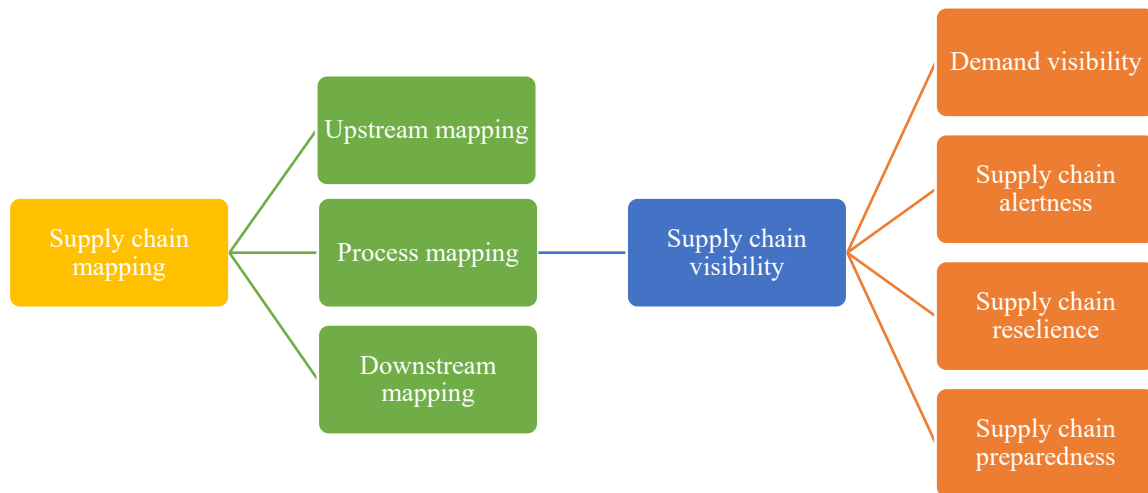 Supply chain
mapping
Upstream mapping
Process mapping
Downstream
mapping
Supply chain
visibility
Demand visibility
Supply chain
alertness
Supply chain
reselience
Supply chain
preparedness